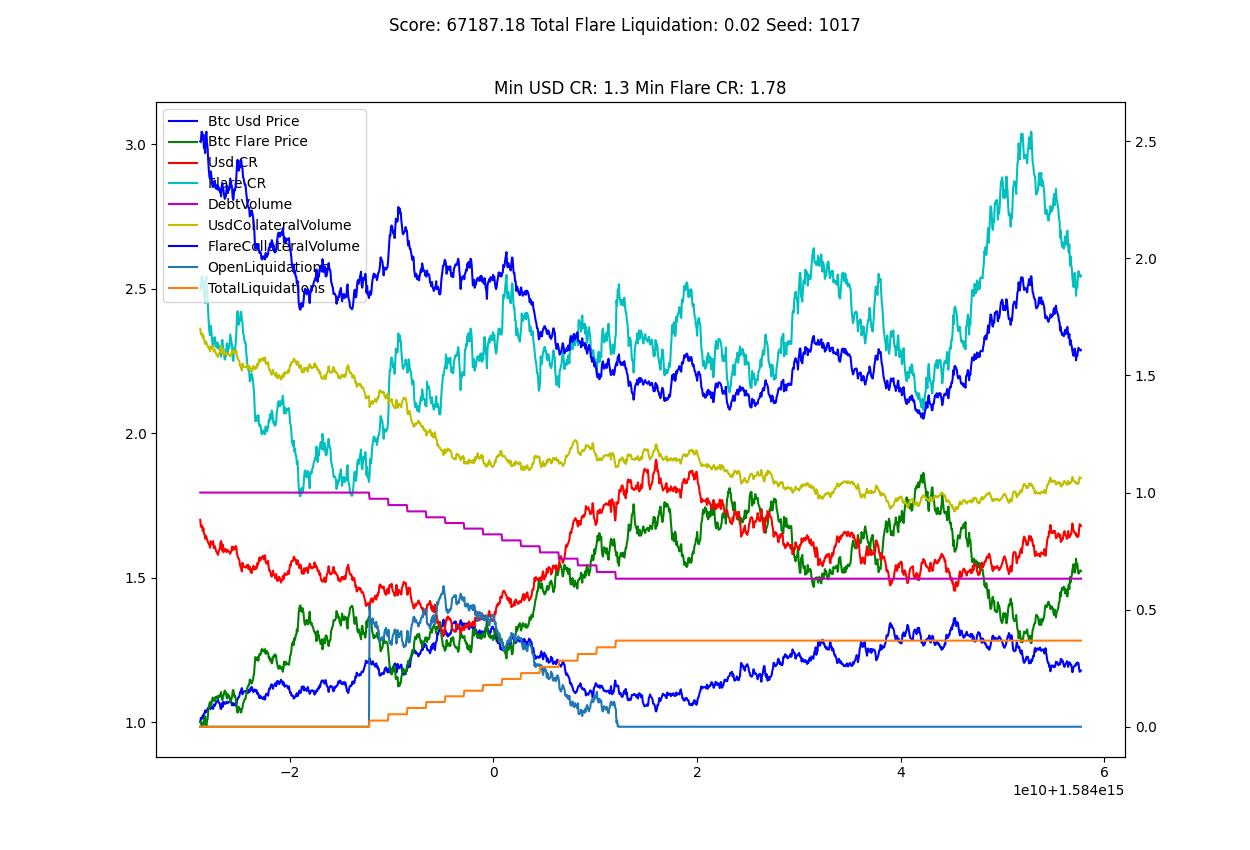 Score: 67187.18 Total Flare Liquidation: 0.02 Seed: 1017
Min USD CR: 1.3 Min Flare CR: 1.78
Btc Usd Price
Btc Flare Price
Usd CR
Flare CR
DebtVolume
UsdCollateralVolume
FlareCollateralVolume
OpenLiquidations
TotalLiquidations
3.0
2.5
2.0
1.5
1.0
2.5
2.0
1.5
1.0
0.5
0.0
−2
0
2
4
6
1e10+1.584e15